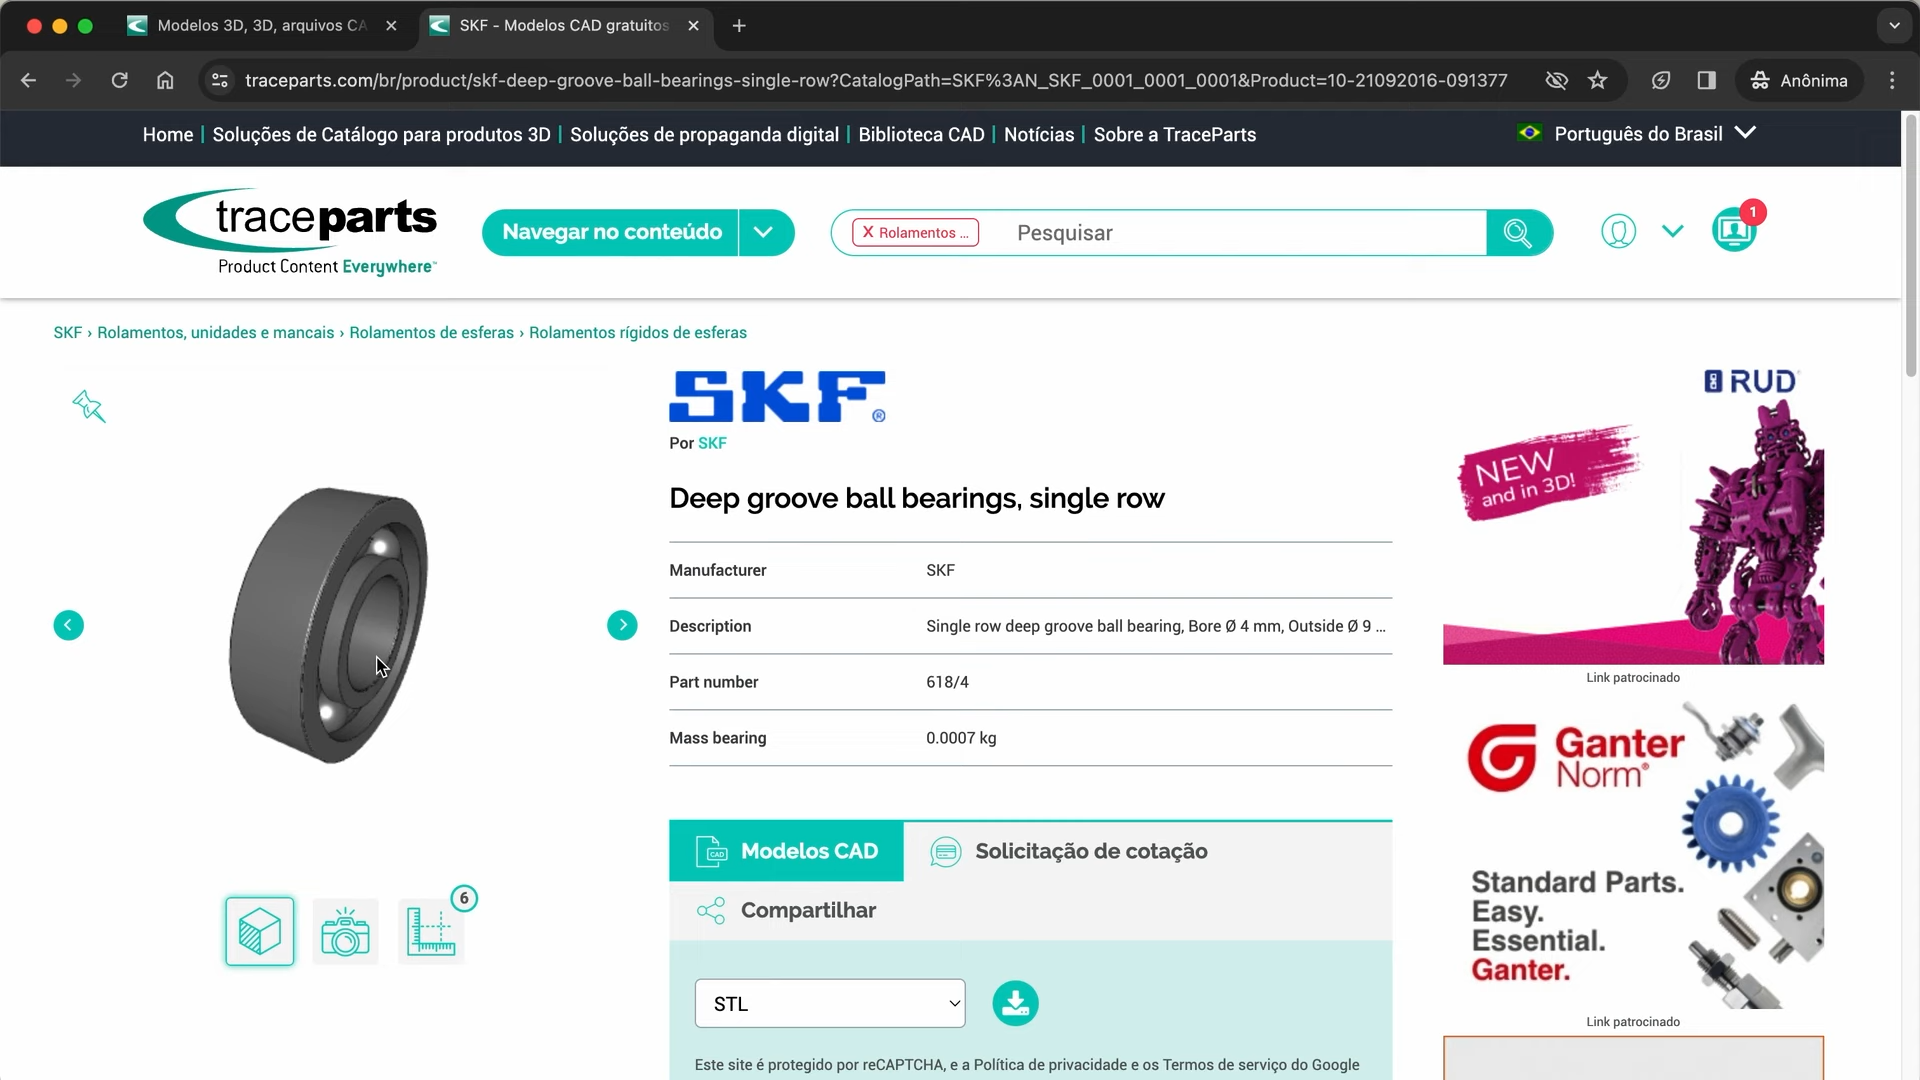 Modelos 3D, 3D, arquivos CA
SKF - Modelos CAD gratuitos
traceparts.com/br/product/skf-deep-groove-ball-bearings-single-row?CatalogPath=SKF%3AN_SKF_0001_0001_0001&Product=10-21092016-091377
Anônima
Home | Soluções de Catálogo para produtos 3D | Soluções de propaganda digital | Biblioteca CAD | Notícias | Sobre a TraceParts
Português do Brasil
traceparts
Product Content Everywhere™
Navegar no conteúdo
X Rolamentos ...
Pesquisar
1
SKF › Rolamentos, unidades e mancais › Rolamentos de esferas › Rolamentos rígidos de esferas
SKF®
Por SKF
Deep groove ball bearings, single row
Manufacturer SKF
Description Single row deep groove ball bearing, Bore Ø 4 mm, Outside Ø 9 ...
Part number 618/4
Mass bearing 0.0007 kg
6
CAD
Modelos CAD
Solicitação de cotação
Compartilhar
STL
Este site é protegido por reCAPTCHA, e a Política de privacidade e os Termos de serviço do Google
RUD
NEW
and in 3D!
Link patrocinado
Ganter
Norm®
Standard Parts.
Easy.
Essential.
Ganter.
Link patrocinado